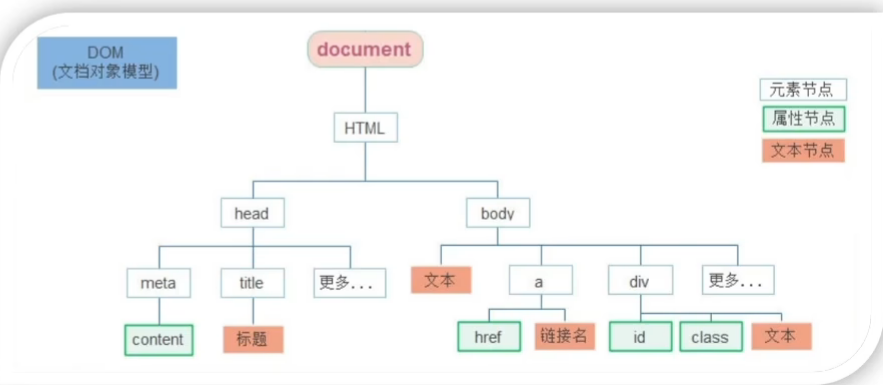 DOM
(文档对象模型)
document
元素节点
属性节点
文本节点
HTML
head
body
meta
title
更多...
文本
a
div
更多...
content
标题
href
链接名
id
class
文本